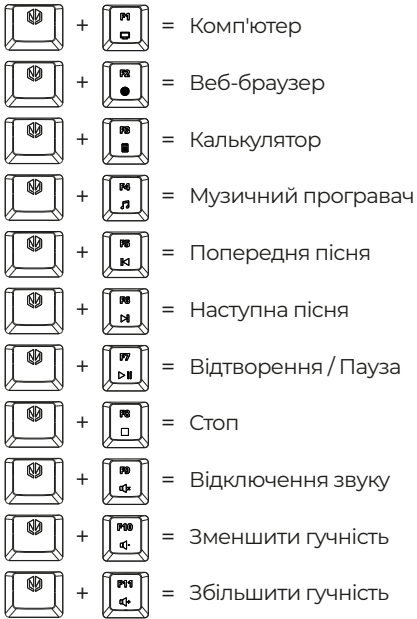 + F1 = Комп'ютер
+ F2 = Веб-браузер
+ F3 = Калькулятор
+ F4 = Музичний програвач
+ F5 = Попередня пісня
+ F6 = Наступна пісня
+ F7 = Відтворення / Пауза
+ F8 = Стоп
+ F9 = Відключення звуку
+ F10 = Зменшити гучність
+ F11 = Збільшити гучність